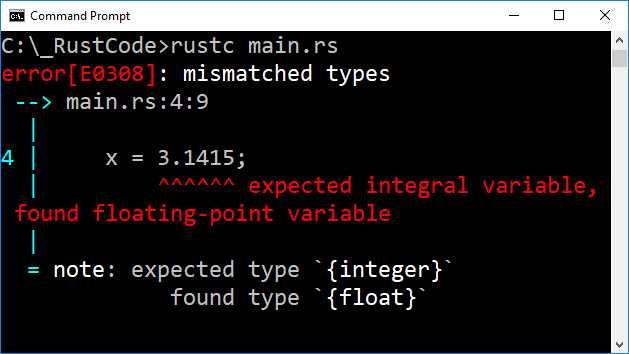 Command Prompt
C:\_RustCode>rustc main.rs
error[E0308]: mismatched types
 --> main.rs:4:9
  |
4 |     x = 3.1415;
  |         ^^^^^^ expected integral variable,
 found floating-point variable
  |
  = note: expected type `{integer}`
             found type `{float}`